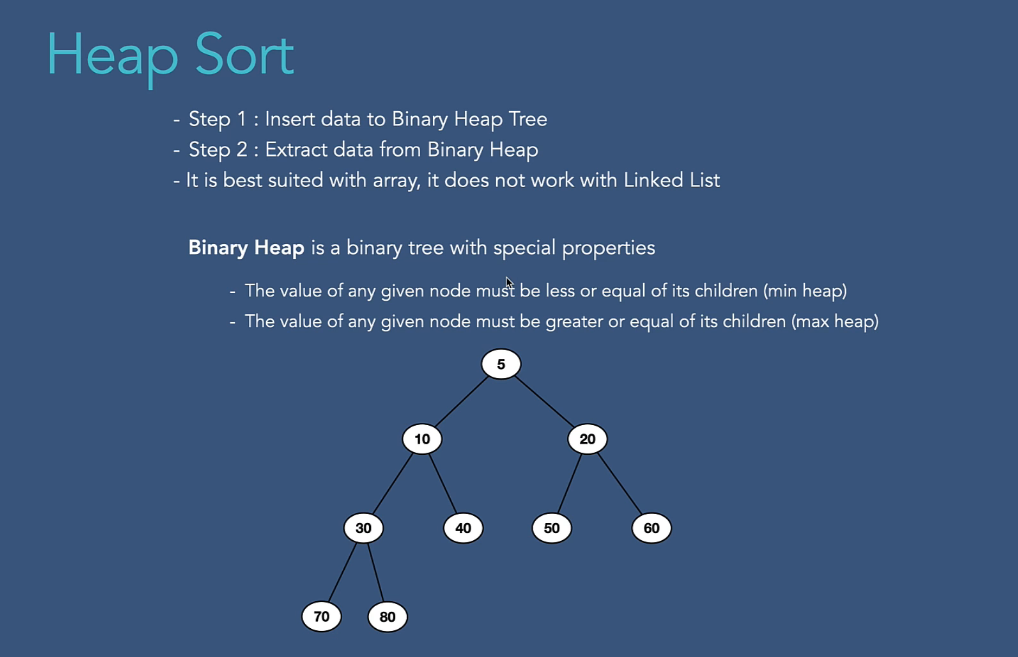 Heap Sort
- Step 1 : Insert data to Binary Heap Tree
- Step 2 : Extract data from Binary Heap
- It is best suited with array, it does not work with Linked List
Binary Heap is a binary tree with special properties
- The value of any given node must be less or equal of its children (min heap)
- The value of any given node must be greater or equal of its children (max heap)
5
10 20
30 40 50 60
70 80